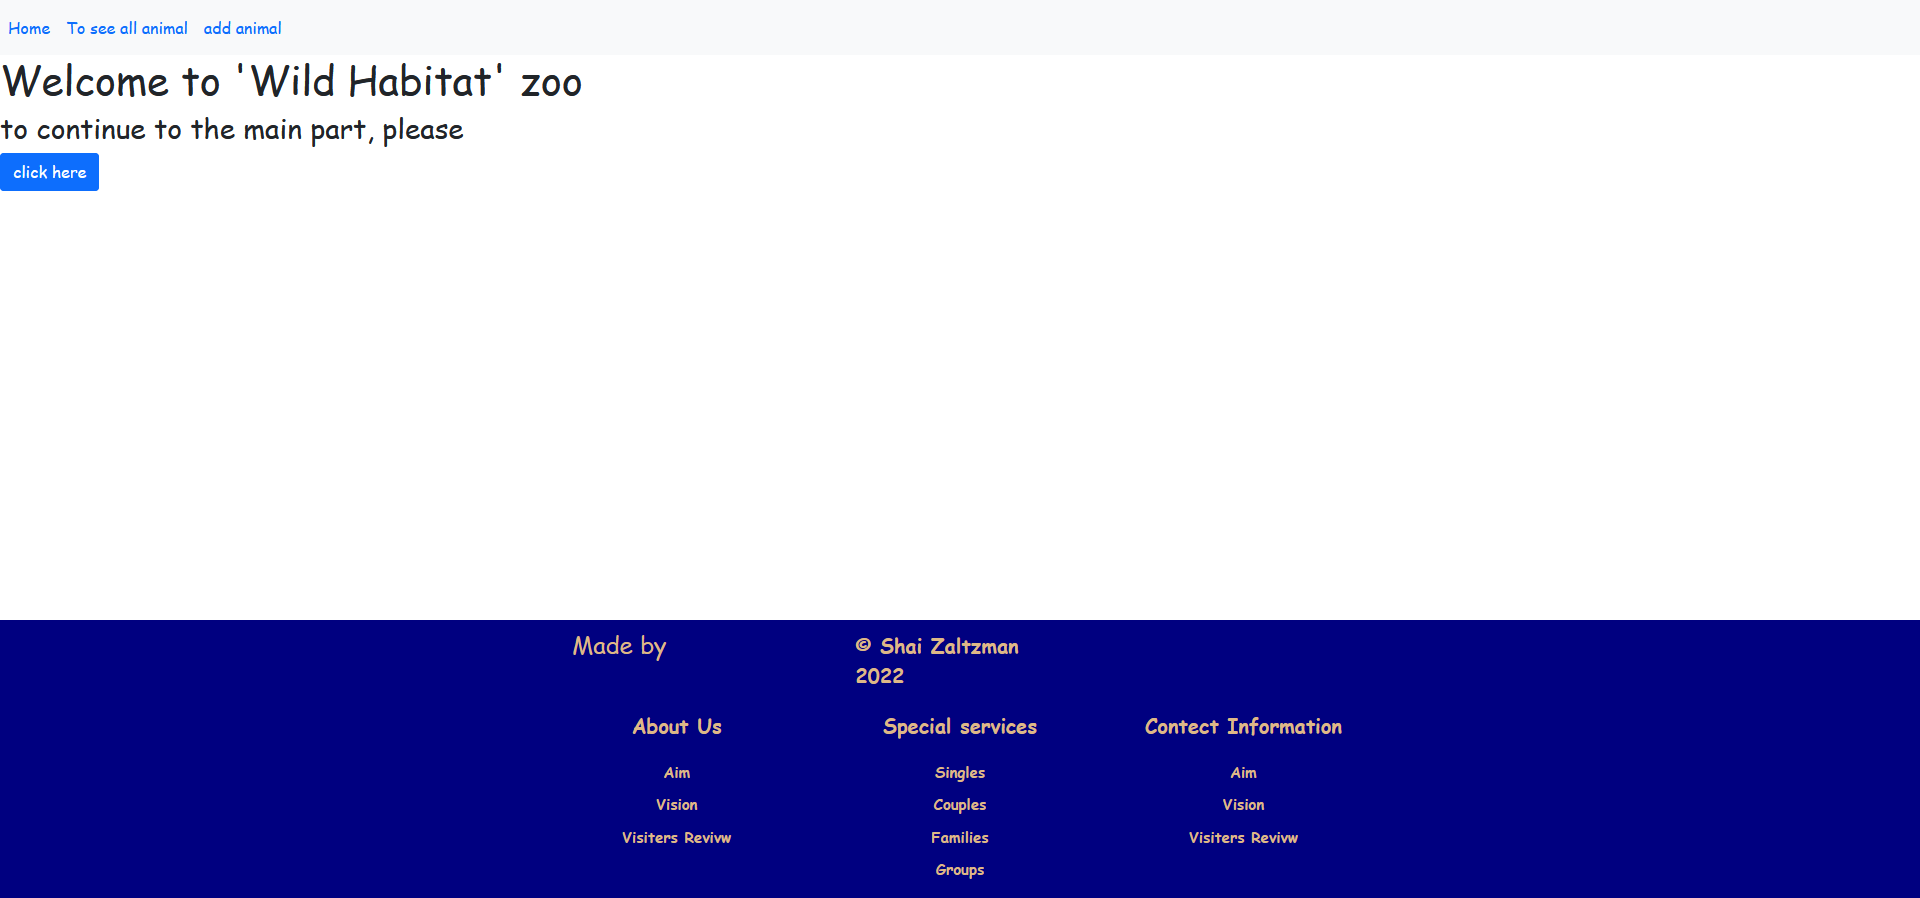 Home To see all animal add animal
Welcome to 'Wild Habitat' zoo
to continue to the main part, please
click here
Made by
© Shai Zaltzman
2022
About Us
Aim
Vision
Visiters Revivw
Special services
Singles
Couples
Families
Groups
Contect Information
Aim
Vision
Visiters Revivw